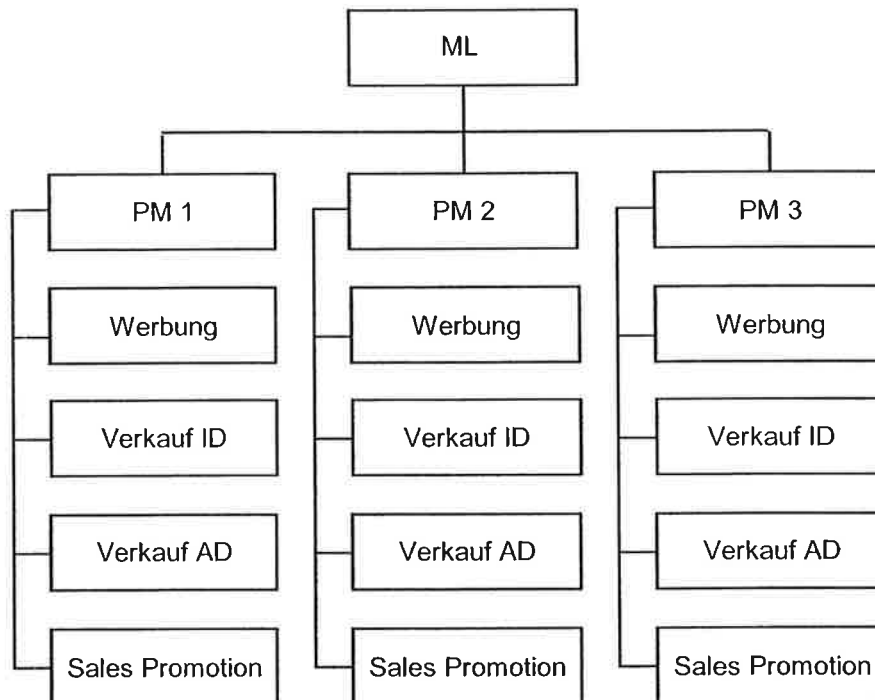 ML
PM 1
PM 2
PM 3
Werbung
Werbung
Werbung
Verkauf ID
Verkauf ID
Verkauf ID
Verkauf AD
Verkauf AD
Verkauf AD
Sales Promotion
Sales Promotion
Sales Promotion